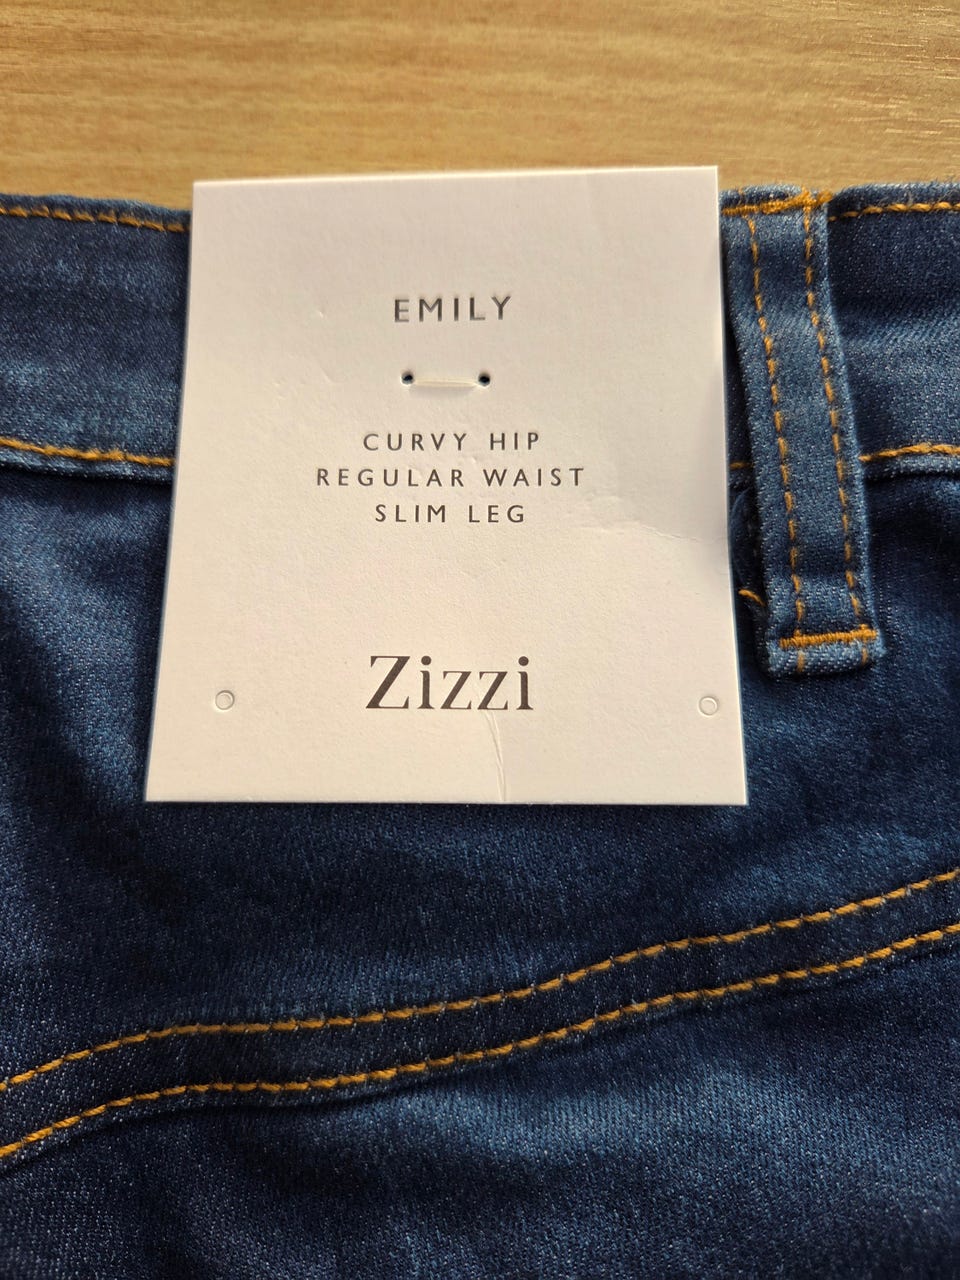 EMILY
CURVY HIP
REGULAR WAIST
SLIM LEG
Zizzi